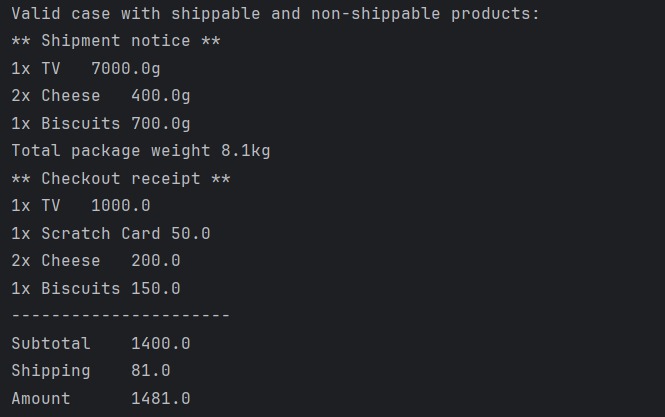 Valid case with shippable and non-shippable products:
** Shipment notice **
1x TV   7000.0g
2x Cheese   400.0g
1x Biscuits 700.0g
Total package weight 8.1kg
** Checkout receipt **
1x TV   1000.0
1x Scratch Card 50.0
2x Cheese   200.0
1x Biscuits 150.0
----------------------
Subtotal    1400.0
Shipping    81.0
Amount      1481.0